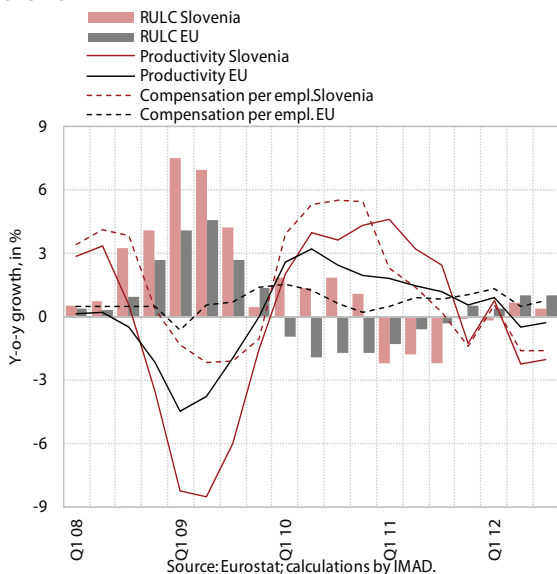 RULC Slovenia
RULC EU
Productivity Slovenia
Productivity EU
Compensation per empl.Slovenia
Compensation per empl. EU
Y-o-y growth, in %
9
6
3
0
-3
-6
-9
Q1 08
Q1 09
Q1 10
Q1 11
Q1 12
Source: Eurostat; calculations by IMAD.